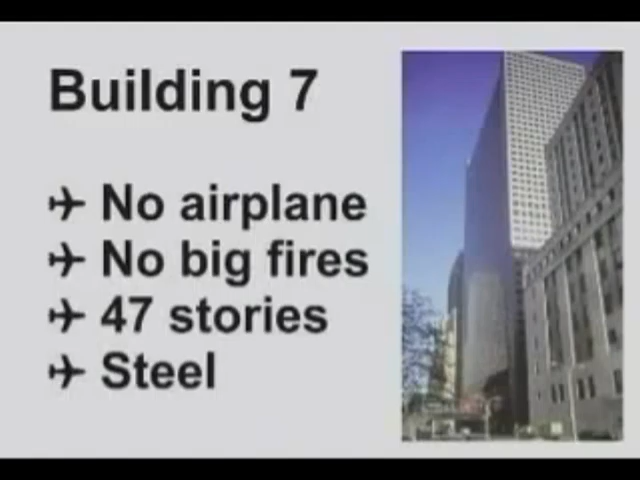 Building 7
No airplane
No big fires
47 stories
Steel